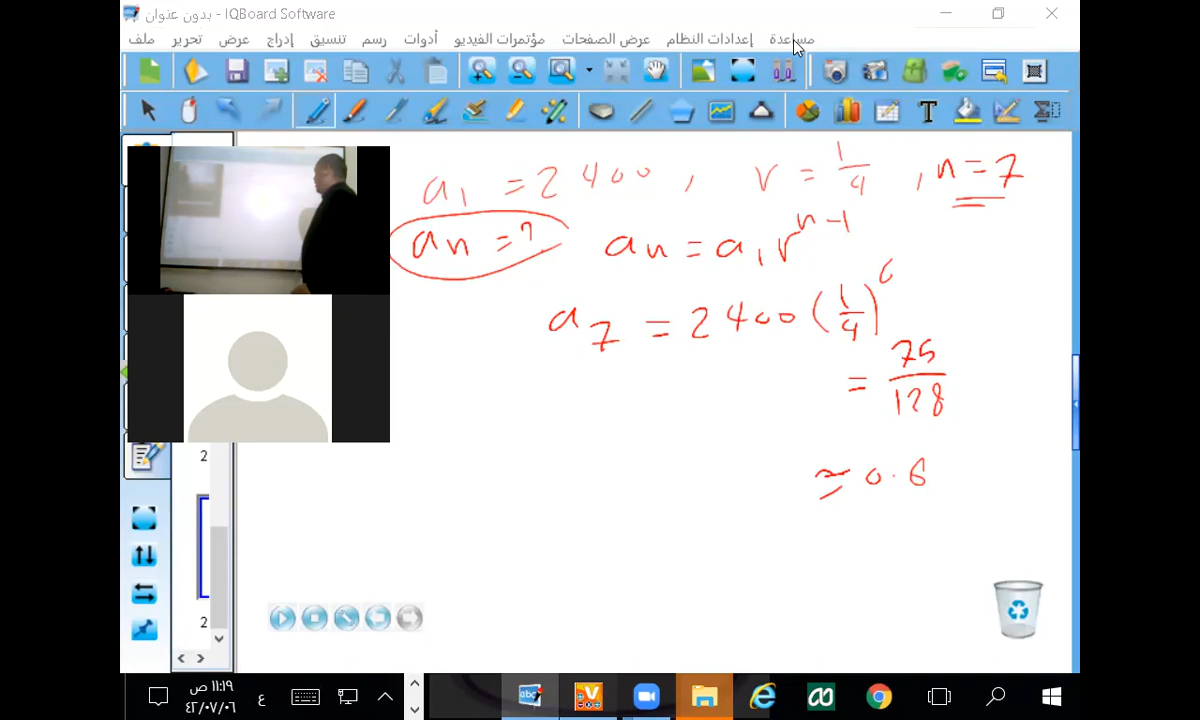 بدون عنوان - IQBoard Software
ملف تحرير عرض إدراج تنسيق رسم أدوات مؤتمرات الفيديو عرض الصفحات إعدادات النظام مساعدة
a₁ = 2400 , r = 1/4 , n = 7
aₙ = ? aₙ = a₁ rⁿ⁻¹
a₇ = 2400 (1/4)⁶
= 75/128
≃ 0.6
2
2
١١:١٩ ص
٤٢/٠٧/٠٦
ع